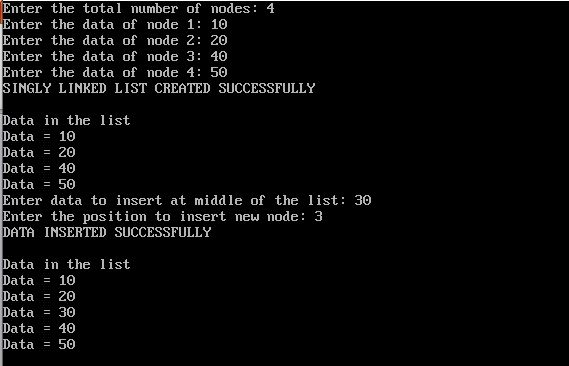 Enter the total number of nodes: 4
Enter the data of node 1: 10
Enter the data of node 2: 20
Enter the data of node 3: 40
Enter the data of node 4: 50
SINGLY LINKED LIST CREATED SUCCESSFULLY
Data in the list
Data = 10
Data = 20
Data = 40
Data = 50
Enter data to insert at middle of the list: 30
Enter the position to insert new node: 3
DATA INSERTED SUCCESSFULLY
Data in the list
Data = 10
Data = 20
Data = 30
Data = 40
Data = 50